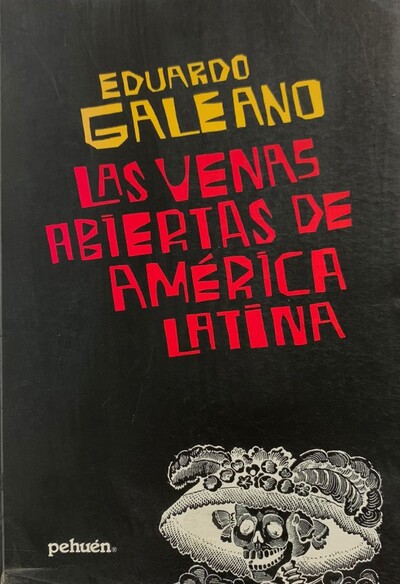 EDUARDO
GALEANO
LAS VENAS
ABIERTAS DE
AMÉRICA
LATINA
pehuén®